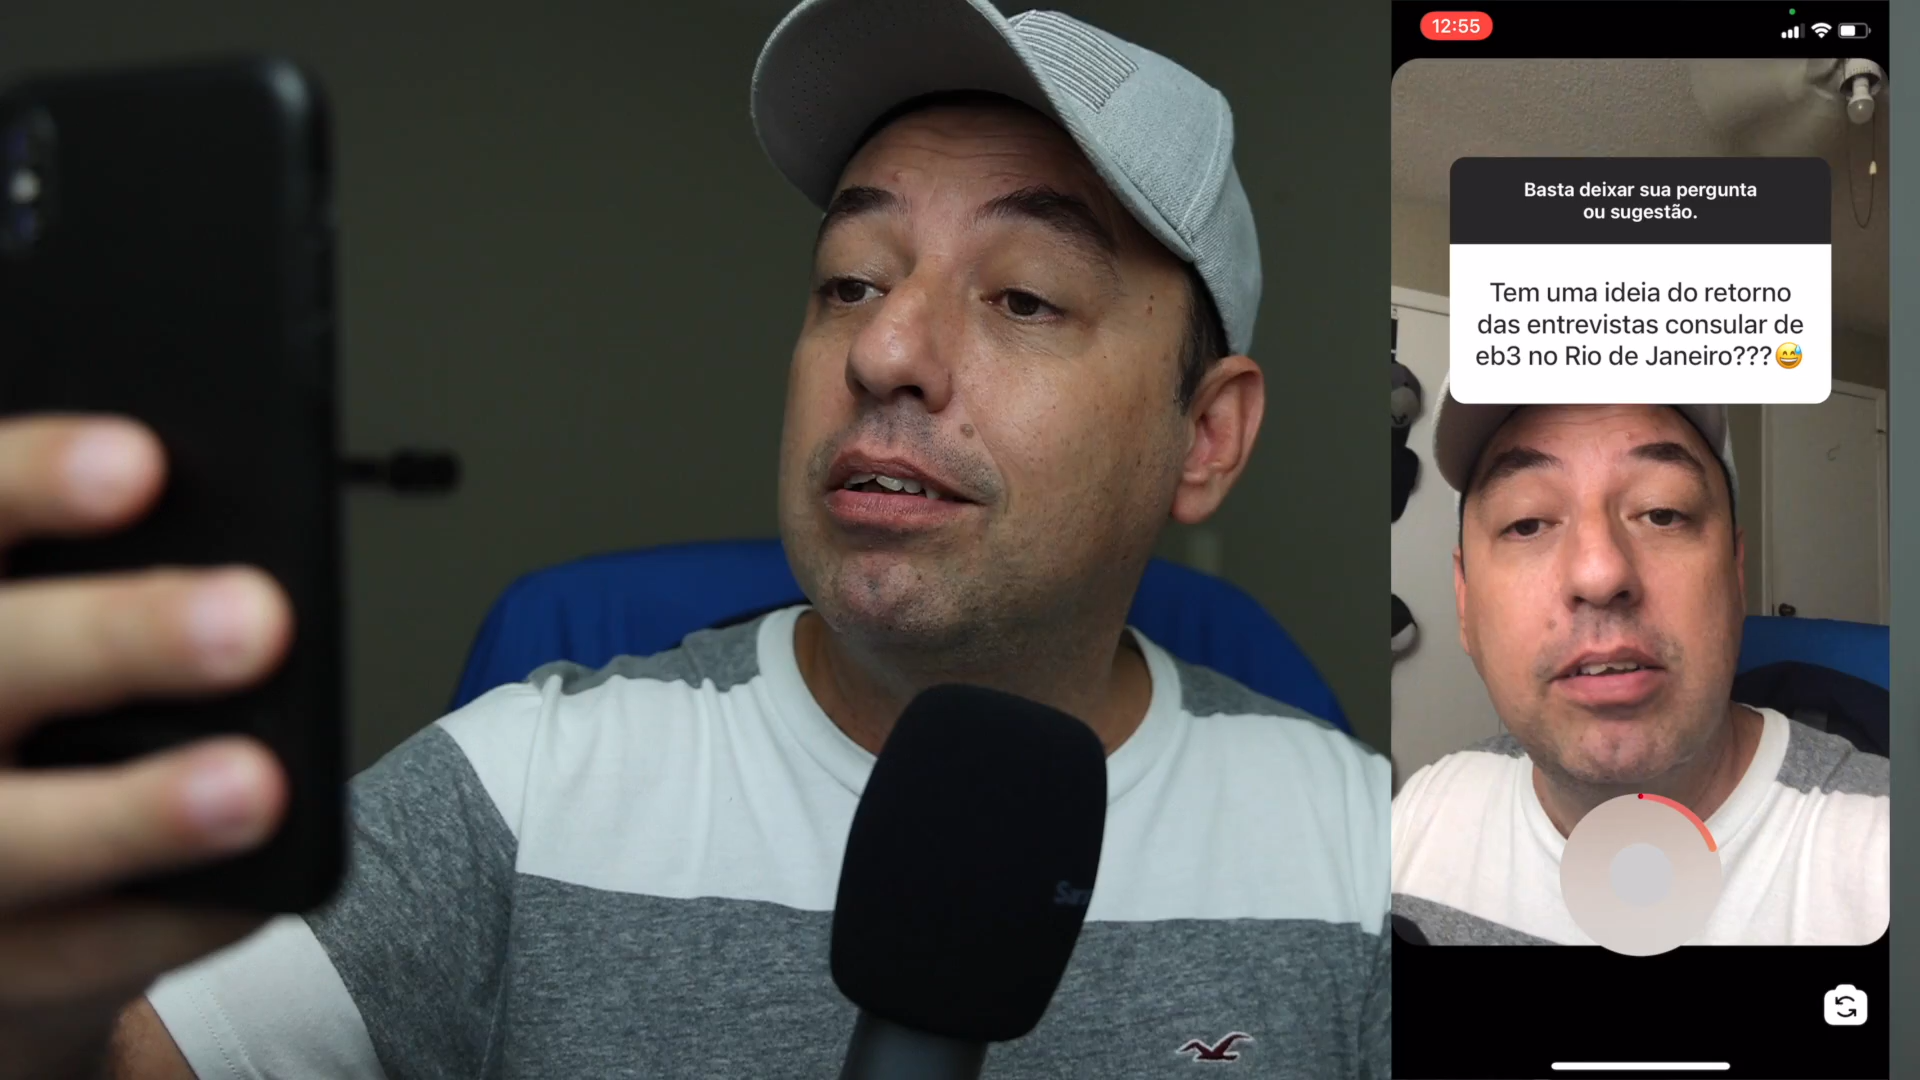 12:55
Basta deixar sua pergunta
ou sugestão.
Tem uma ideia do retorno
das entrevistas consular de
eb3 no Rio de Janeiro???😅